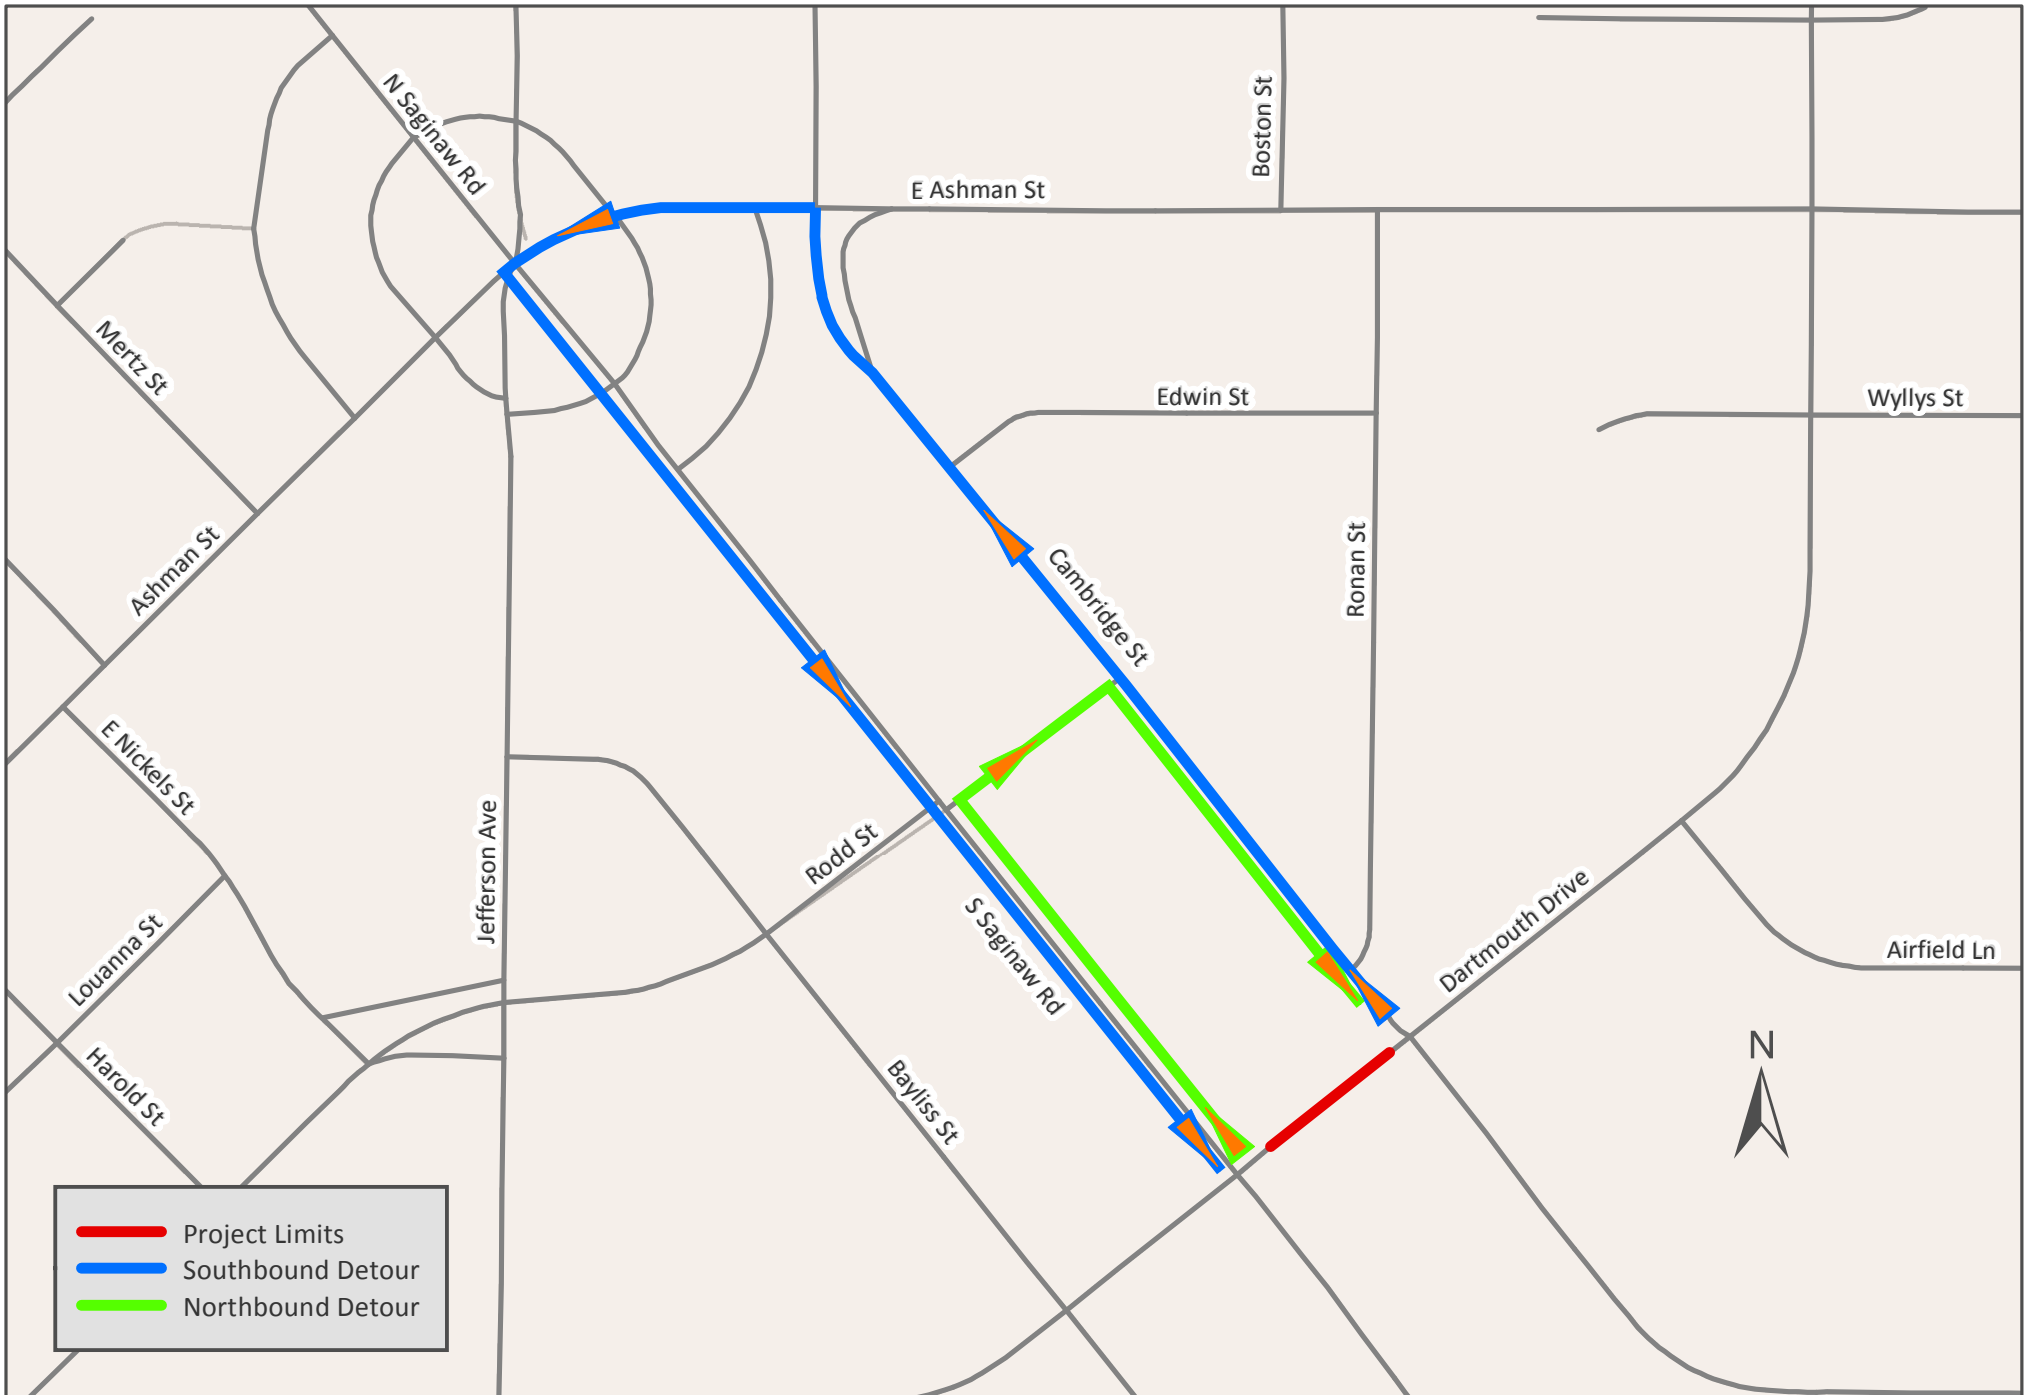 N Saginaw Rd
Boston St
E Ashman St
Mertz St
Edwin St
Wyllys St
Ashman St
Ronan St
Cambridge St
E Nickels St
Jefferson Ave
Rodd St
S Saginaw Rd
Dartmouth Drive
Airfield Ln
Louanna St
Harold St
Bayliss St
N
Project Limits
Southbound Detour
Northbound Detour